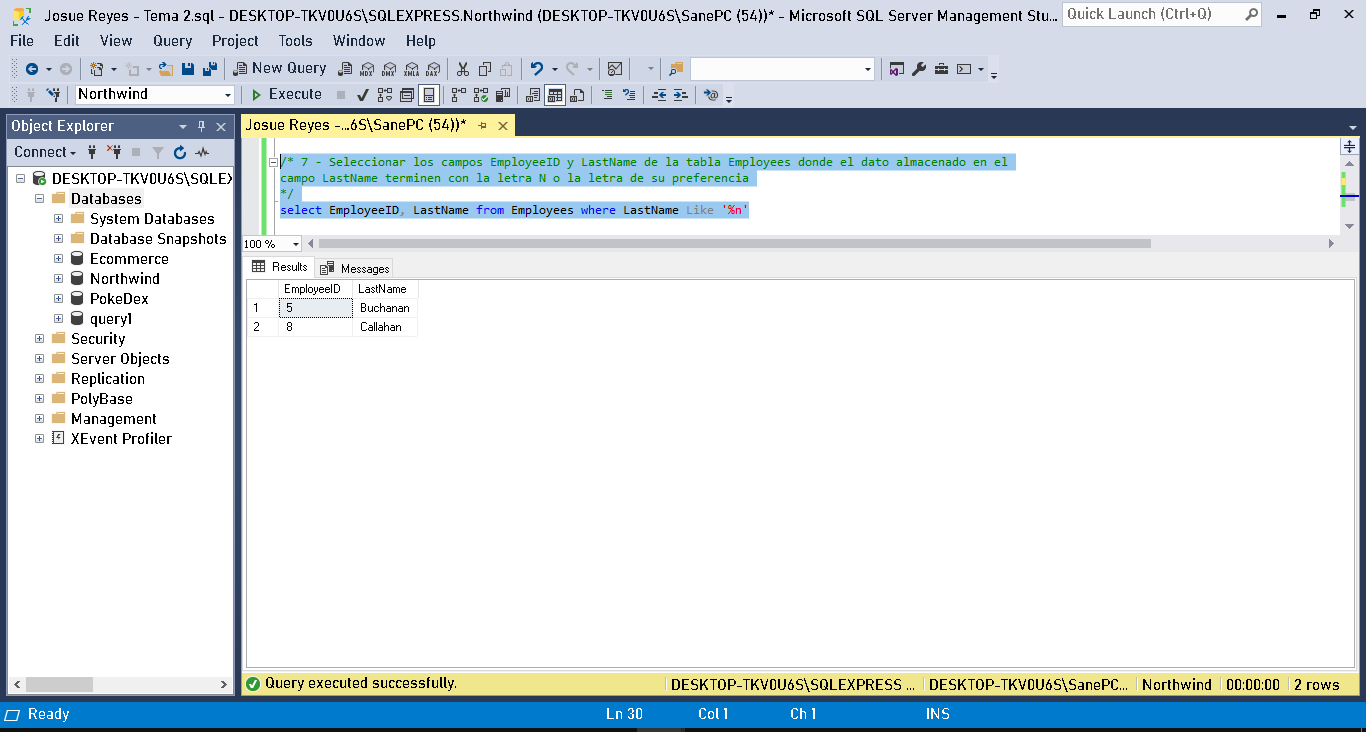 Josue Reyes - Tema 2.sql - DESKTOP-TKV0U6S\SQLEXPRESS.Northwind (DESKTOP-TKV0U6S\SanePC (54))* - Microsoft SQL Server Management Stu...
Quick Launch (Ctrl+Q)
File Edit View Query Project Tools Window Help
New Query MDX DMX XMLA DAX
Northwind Execute
Object Explorer
Josue Reyes -...6S\SanePC (54))*
Connect
DESKTOP-TKV0U6S\SQLEX
Databases
System Databases
Database Snapshots
Ecommerce
Northwind
PokeDex
query1
Security
Server Objects
Replication
PolyBase
Management
XEvent Profiler
/* 7 - Seleccionar los campos EmployeeID y LastName de la tabla Employees donde el dato almacenado en el
campo LastName terminen con la letra N o la letra de su preferencia
*/
select EmployeeID, LastName from Employees where LastName Like '%n'
100 %
Results Messages
EmployeeID LastName
1 5 Buchanan
2 8 Callahan
Query executed successfully. DESKTOP-TKV0U6S\SQLEXPRESS ... DESKTOP-TKV0U6S\SanePC... Northwind 00:00:00 2 rows
Ready Ln 30 Col 1 Ch 1 INS